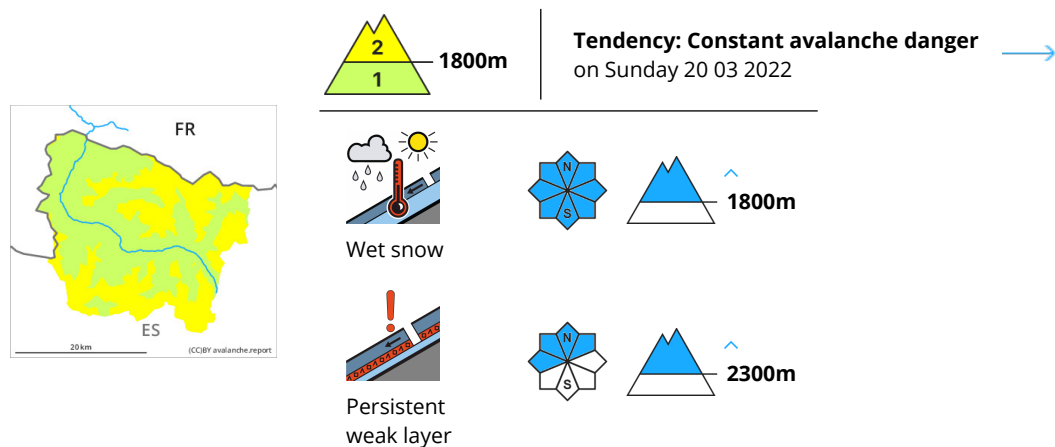 2
1
1800m
Tendency: Constant avalanche danger
on Sunday 20 03 2022
FR
ES
20 km
(CC)BY avalanche.report
N
S
1800m
Wet snow
N
S
2300m
Persistent
weak layer